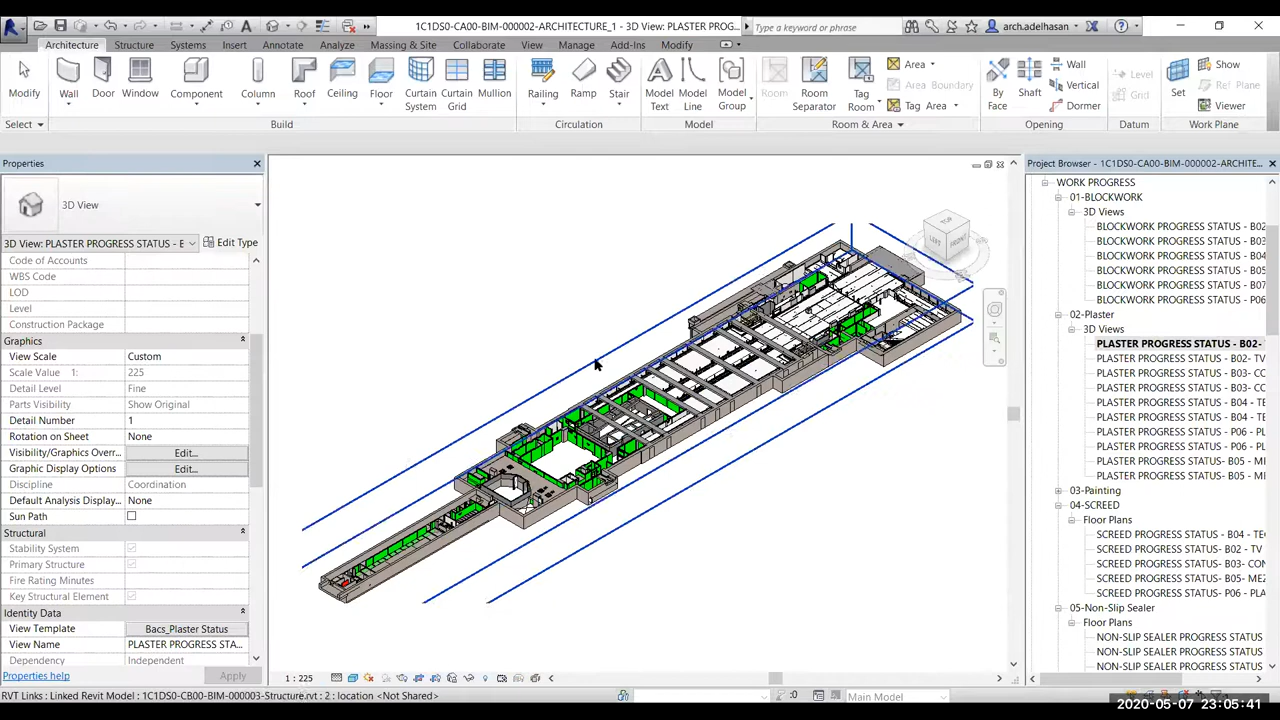 1C1DS0-CA00-BIM-000002-ARCHITECTURE_1 - 3D View: PLASTER PROG...
Type a keyword or phrase
arch.adelhasan
Architecture Structure Systems Insert Annotate Analyze Massing & Site Collaborate View Manage Add-Ins Modify
Modify Wall Door Window Component Column Roof Ceiling Floor Curtain System Curtain Grid Mullion Railing Ramp Stair Model Text Model Line Model Group Room Room Separator Tag Room Area Area Boundary Tag Area By Face Shaft Wall Vertical Dormer Level Grid Set Show Ref Plane Viewer
Select Build Circulation Model Room & Area Opening Datum Work Plane
Properties
3D View
3D View: PLASTER PROGRESS STATUS - E Edit Type
Code of Accounts
WBS Code
LOD
Level
Construction Package
Graphics
View Scale Custom
Scale Value 1: 225
Detail Level Fine
Parts Visibility Show Original
Detail Number 1
Rotation on Sheet None
Visibility/Graphics Overr... Edit...
Graphic Display Options Edit...
Discipline Coordination
Default Analysis Display... None
Sun Path
Structural
Stability System
Primary Structure
Fire Rating Minutes
Key Structural Element
Identity Data
View Template Bacs_Plaster Status
View Name PLASTER PROGRESS STA...
Dependency Independent
Properties help Apply
TOP
LEFT
FRONT
Project Browser - 1C1DS0-CA00-BIM-000002-ARCHITE...
WORK PROGRESS
01-BLOCKWORK
3D Views
BLOCKWORK PROGRESS STATUS - B02
BLOCKWORK PROGRESS STATUS - B03
BLOCKWORK PROGRESS STATUS - B04
BLOCKWORK PROGRESS STATUS - B05
BLOCKWORK PROGRESS STATUS - B07
BLOCKWORK PROGRESS STATUS - P06
02-Plaster
3D Views
PLASTER PROGRESS STATUS - B02-
PLASTER PROGRESS STATUS - B02- TV
PLASTER PROGRESS STATUS - B03- CO
PLASTER PROGRESS STATUS - B03- CO
PLASTER PROGRESS STATUS - B04 - TE
PLASTER PROGRESS STATUS - B04 - TE
PLASTER PROGRESS STATUS - P06 - PL
PLASTER PROGRESS STATUS - P06 - PL
PLASTER PROGRESS STATUS - B05 - ME
PLASTER PROGRESS STATUS - B05 - ME
03-Painting
04-SCREED
Floor Plans
SCREED PROGRESS STATUS - B04 - TE
SCREED PROGRESS STATUS - B02 - TV
SCREED PROGRESS STATUS - B03- CON
SCREED PROGRESS STATUS - B05- MEZ
SCREED PROGRESS STATUS - P06 - PLA
05-Non-Slip Sealer
Floor Plans
NON-SLIP SEALER PROGRESS STATUS
NON-SLIP SEALER PROGRESS STATUS
NON-SLIP SEALER PROGRESS STATUS
1 : 225
RVT Links : Linked Revit Model : 1C1DS0-CB00-BIM-000003-Structure.rvt : 2 : location <Not Shared>
:0
Main Model
2020-05-07 23:05:41